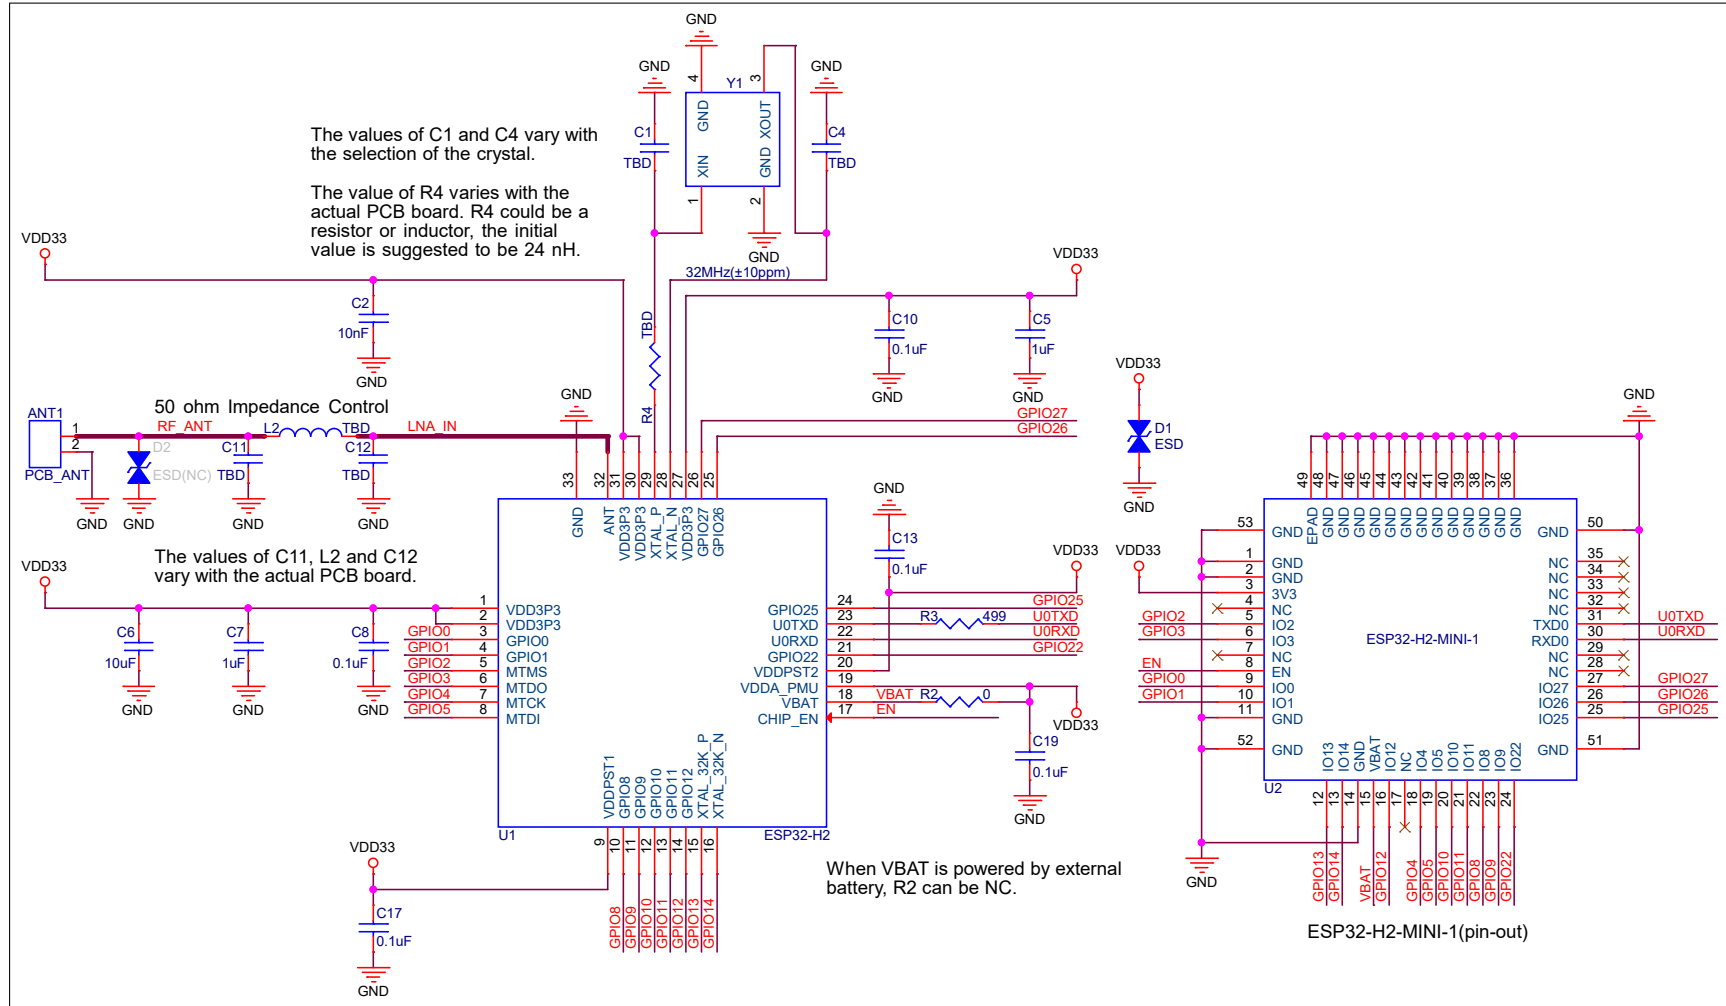 GND
GND
GND
4
3
Y1
GND
XOUT
XIN
GND
1
2
GND
C1
TBD
C4
TBD
The values of C1 and C4 vary with
the selection of the crystal.
The value of R4 varies with the
actual PCB board. R4 could be a
resistor or inductor, the initial
value is suggested to be 24 nH.
VDD33
32MHz(±10ppm)
VDD33
C2
10nF
GND
TBD
R4
C10
0.1uF
GND
C5
1uF
GND
VDD33
D1
ESD
GND
50 ohm Impedance Control
ANT1
1
2
PCB_ANT
RF_ANT
L2
TBD
LNA_IN
D2
ESD(NC)
C11
TBD
C12
TBD
GND
GND
GND
GND
GND
GPIO27
GPIO26
33
32
31
30
29
28
27
26
25
GND
ANT
VDD3P3
VDD3P3
XTAL_P
XTAL_N
VDD3P3
GPIO27
GPIO26
The values of C11, L2 and C12
vary with the actual PCB board.
VDD33
C6
10uF
GND
C7
1uF
GND
C8
0.1uF
GND
1 VDD3P3
2 VDD3P3
GPIO0 3 GPIO0
GPIO1 4 GPIO1
GPIO2 5 MTMS
GPIO3 6 MTDO
GPIO4 7 MTCK
GPIO5 8 MTDI
GND
C13
0.1uF
VDD33
GPIO25 24 GPIO25
U0TXD 23 R3 499 U0TXD
U0RXD 22 U0RXD
GPIO22 21 GPIO22
VDDPST2 20
VDDA_PMU 19
VBAT 18 VBAT R2 0
CHIP_EN 17 EN
VDD33
C19
0.1uF
GND
VDDPST1
GPIO8
GPIO9
GPIO10
GPIO11
GPIO12
XTAL_32K_P
XTAL_32K_N
U1
ESP32-H2
9
10
11
12
13
14
15
16
GPIO8
GPIO9
GPIO10
GPIO11
GPIO12
GPIO13
GPIO14
VDD33
C17
0.1uF
GND
When VBAT is powered by external
battery, R2 can be NC.
GND
49
48
47
46
45
44
43
42
41
40
39
38
37
36
EPAD
GND
GND
GND
GND
GND
GND
GND
GND
GND
GND
GND
GND
GND
VDD33
53 GND
1 GND
2 GND
3 3V3
4 NC
GPIO2 5 IO2
GPIO3 6 IO3
7 NC
EN 8 EN
GPIO0 9 IO0
GPIO1 10 IO1
11 GND
52 GND
ESP32-H2-MINI-1
GND 50
NC 35
NC 34
NC 33
NC 32
TXD0 31 U0TXD
RXD0 30 U0RXD
NC 29
NC 28
IO27 27 GPIO27
IO26 26 GPIO26
IO25 25 GPIO25
GND 51
IO13
IO14
GND
VBAT
IO12
NC
IO4
IO5
IO10
IO11
IO8
IO9
IO22
U2
12
13
14
15
16
17
18
19
20
21
22
23
24
GPIO13
GPIO14
VBAT
GPIO12
GPIO4
GPIO5
GPIO10
GPIO11
GPIO8
GPIO9
GPIO22
GND
ESP32-H2-MINI-1(pin-out)